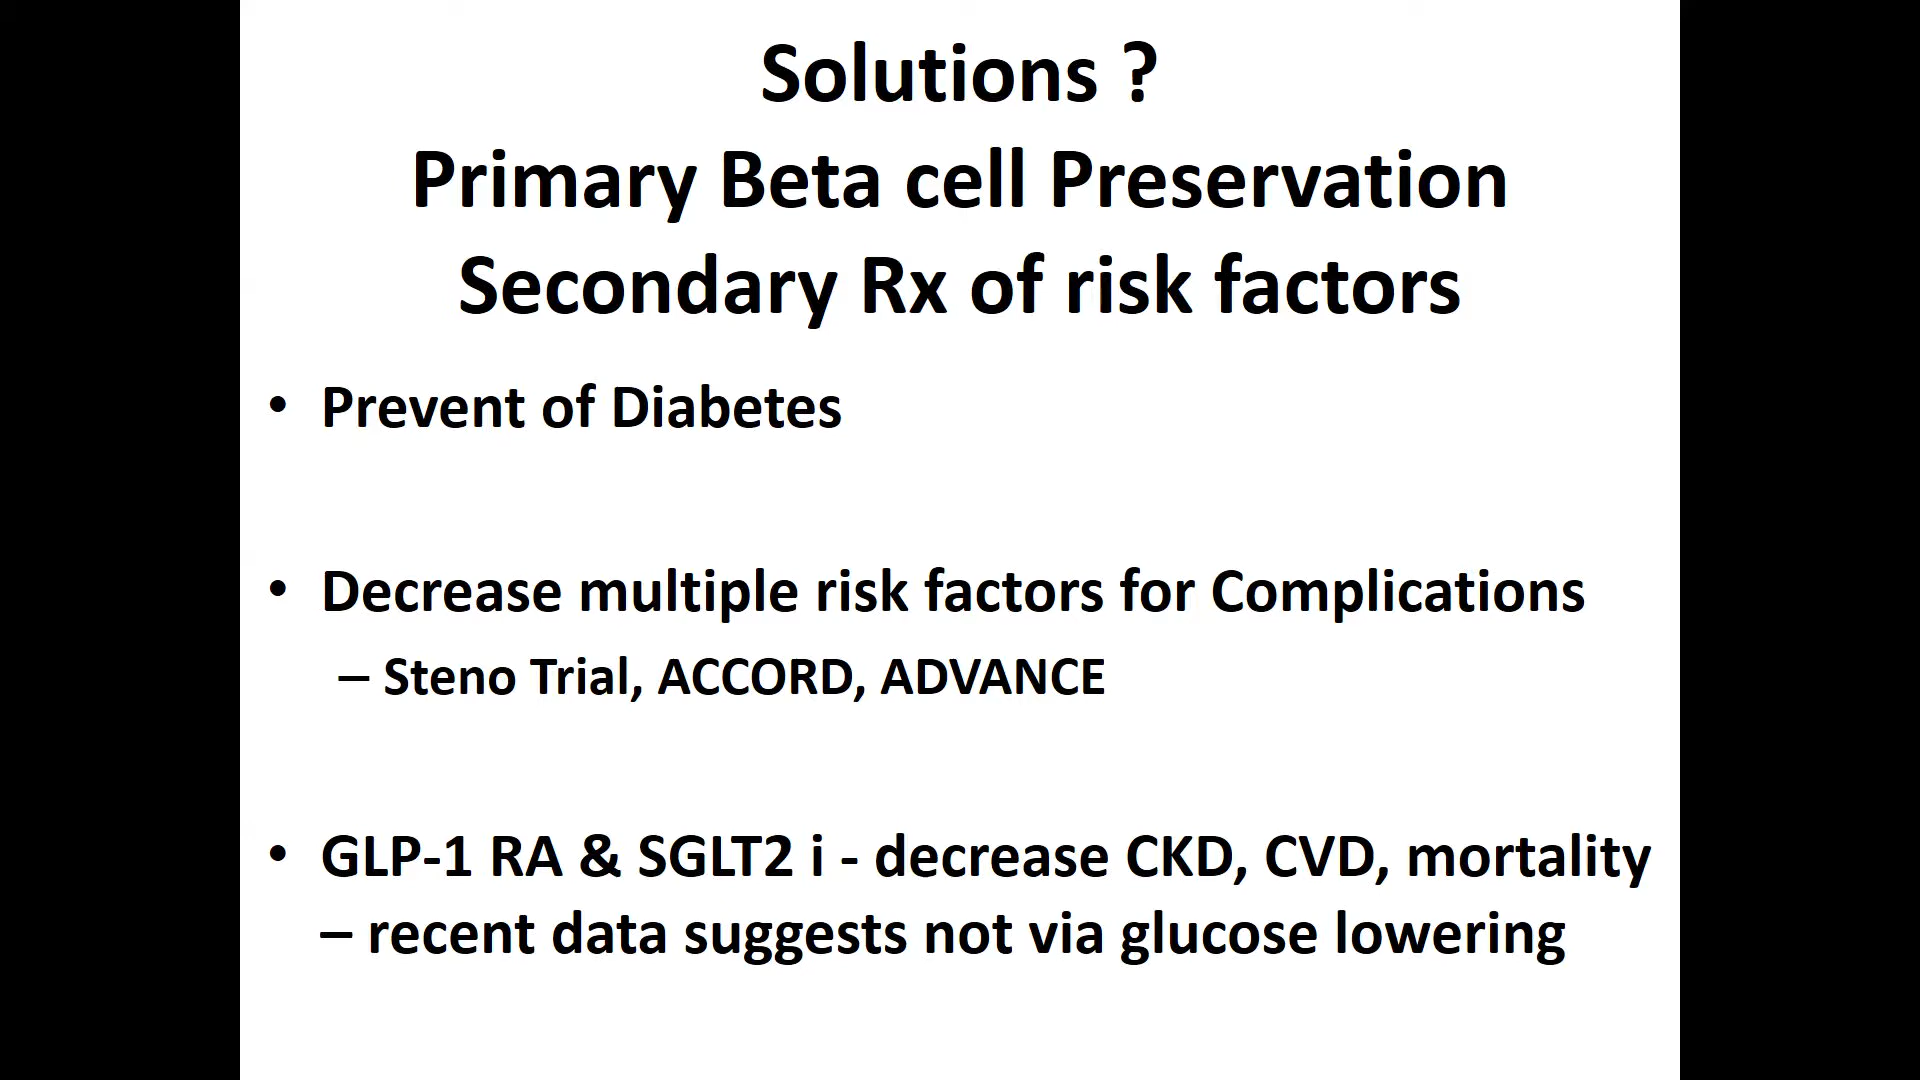 Solutions ?
Primary Beta cell Preservation
Secondary Rx of risk factors
• Prevent of Diabetes
• Decrease multiple risk factors for Complications
– Steno Trial, ACCORD, ADVANCE
• GLP-1 RA & SGLT2 i - decrease CKD, CVD, mortality
– recent data suggests not via glucose lowering